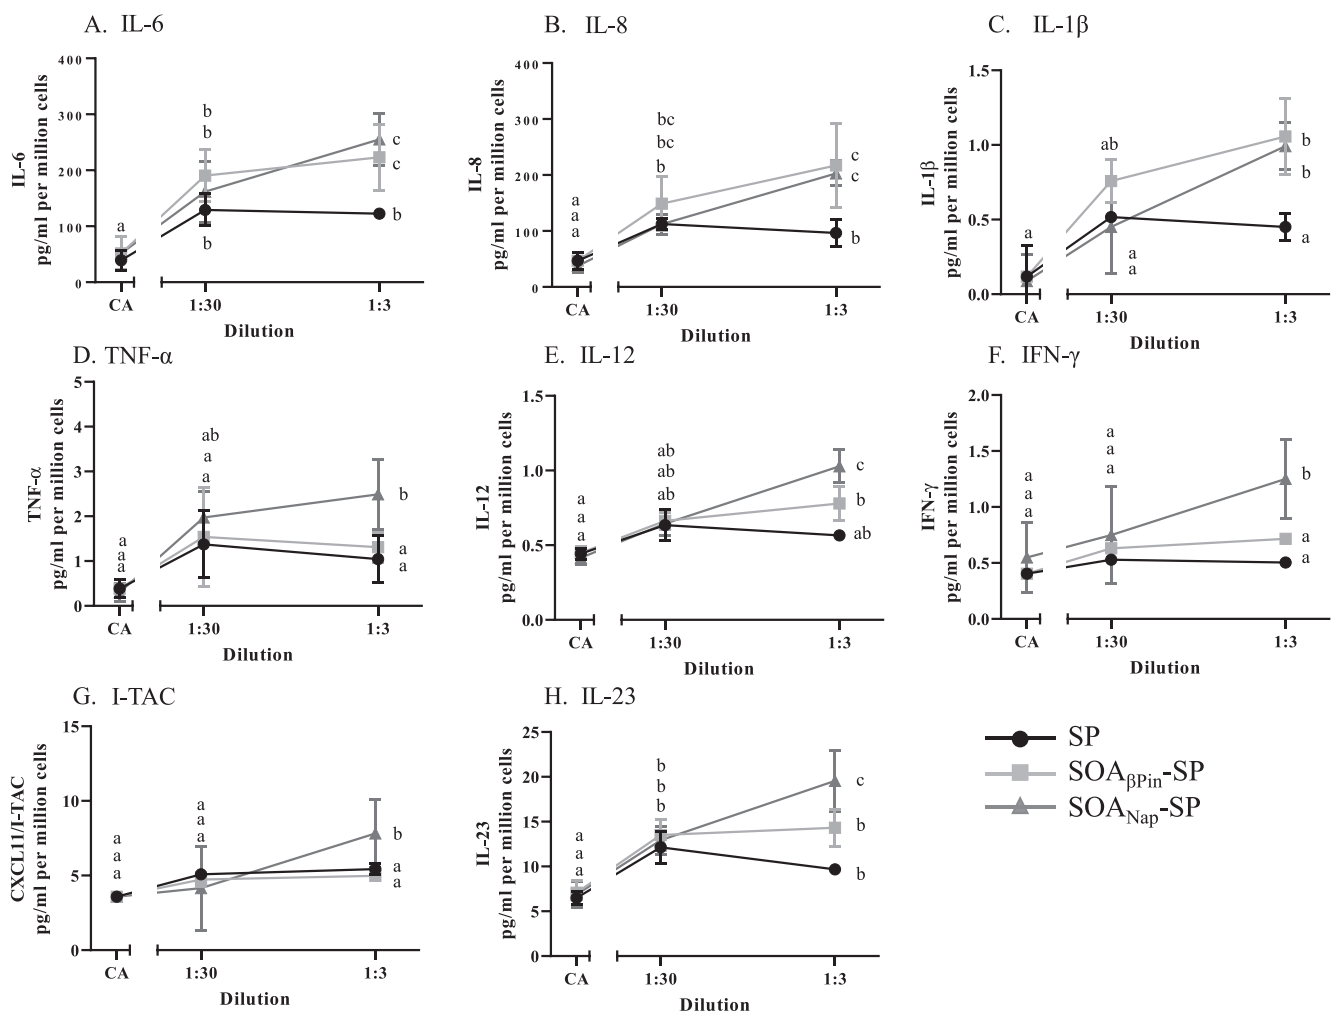 A. IL-6
IL-6
pg/ml per million cells
400
300
200
100
0
a
b
b
b
c
c
b
CA
1:30
1:3
Dilution
B. IL-8
IL-8
pg/ml per million cells
400
300
200
100
0
a
a
a
bc
bc
b
c
c
b
CA
1:30
1:3
Dilution
C. IL-1β
IL-1β
pg/ml per million cells
1.5
1.0
0.5
0.0
a
ab
a
a
b
b
a
CA
1:30
1:3
Dilution
D. TNF-α
TNF-α
pg/ml per million cells
5
4
3
2
1
0
a
a
a
ab
a
a
b
a
a
CA
1:30
1:3
Dilution
E. IL-12
IL-12
pg/ml per million cells
1.5
1.0
0.5
0.0
a
a
a
ab
ab
ab
c
b
ab
CA
1:30
1:3
Dilution
F. IFN-γ
IFN-γ
pg/ml per million cells
2.0
1.5
1.0
0.5
0.0
a
a
a
a
a
a
b
a
a
CA
1:30
1:3
Dilution
G. I-TAC
CXCL11/I-TAC
pg/ml per million cells
15
10
5
0
a
a
a
a
a
a
b
a
a
CA
1:30
1:3
Dilution
H. IL-23
IL-23
pg/ml per million cells
25
20
15
10
5
0
a
a
a
b
b
b
c
b
b
CA
1:30
1:3
Dilution
SP
SOAβPin-SP
SOANap-SP